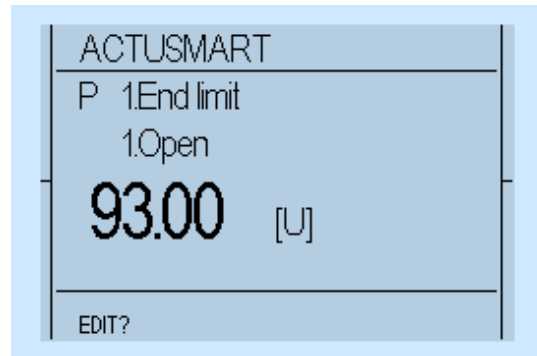 ACTUSMART
P 1.End limit
1.Open
93.00 [U]
EDIT?